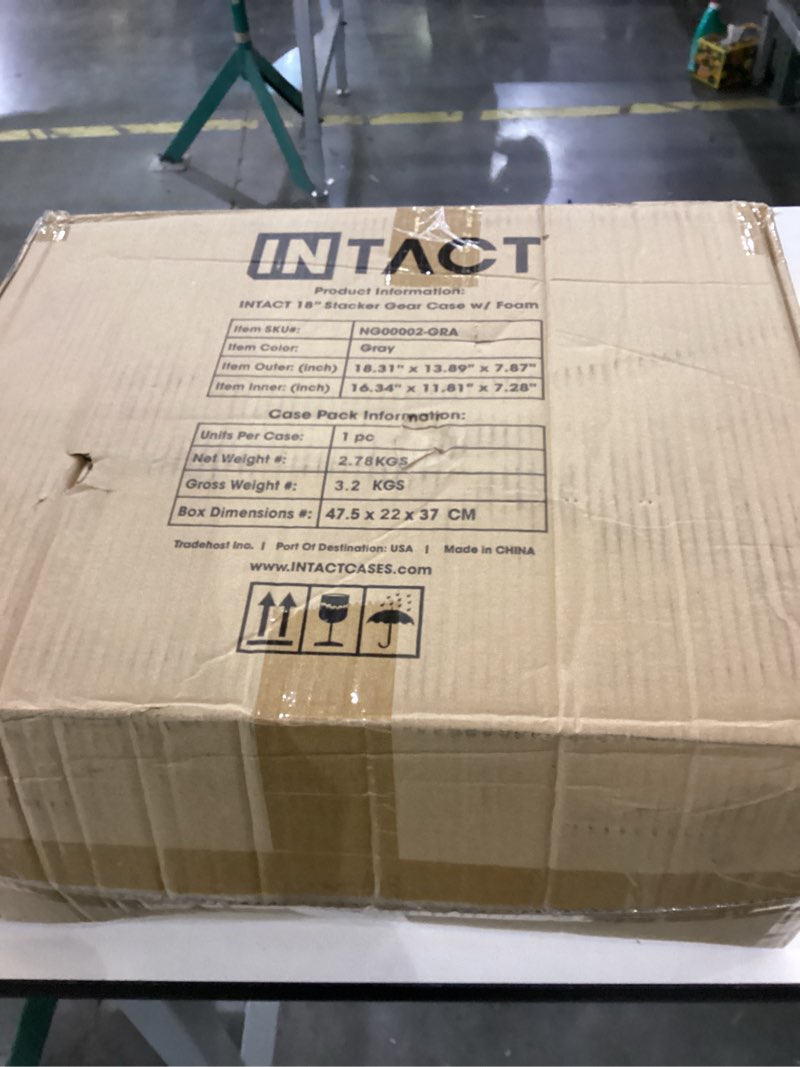 INTACT
Product Information:
INTACT 18" Stacker Gear Case w/ Foam
Item SKU#: NG00002-GRA
Item Color: Gray
Item Outer: (inch) 18.31" x 13.89" x 7.87"
Item Inner: (inch) 16.34" x 11.81" x 7.28"
Case Pack Information:
Units Per Case: 1 pc
Net Weight #: 2.78KGS
Gross Weight #: 3.2 KGS
Box Dimensions #: 47.5 x 22 x 37 CM
Tradehost Inc. | Port Of Destination: USA | Made in CHINA
www.INTACTCASES.com